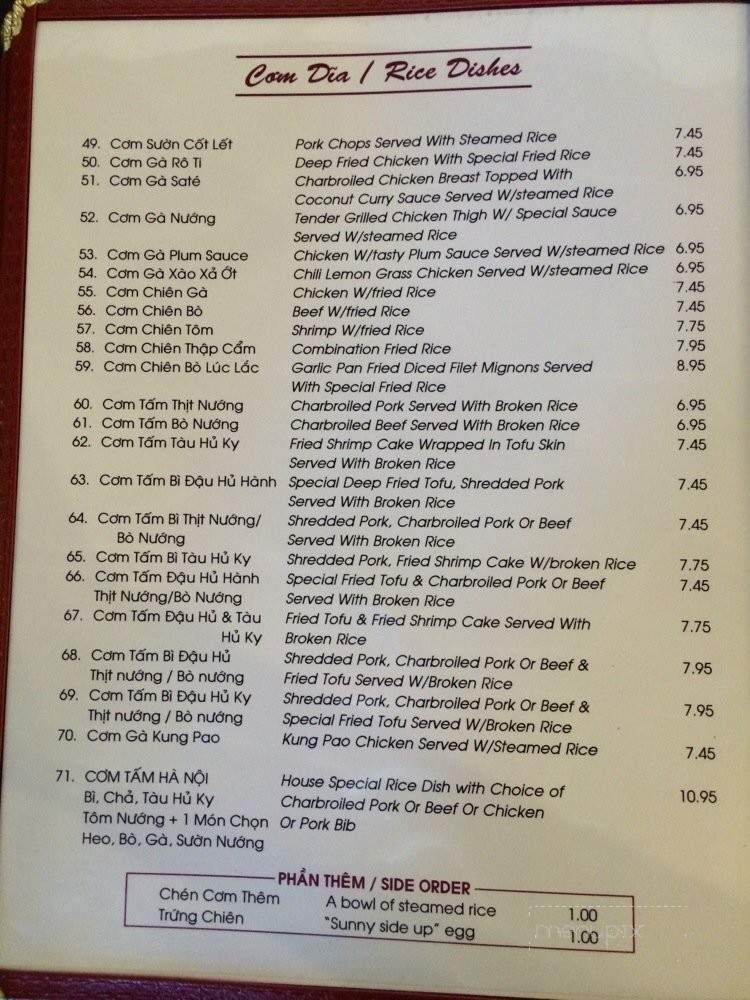 Cơm Dĩa / Rice Dishes
49. Cơm Sườn Cốt Lết Pork Chops Served With Steamed Rice 7.45
50. Cơm Gà Rô Ti Deep Fried Chicken With Special Fried Rice 7.45
51. Cơm Gà Saté Charbroiled Chicken Breast Topped With 6.95
Coconut Curry Sauce Served W/steamed Rice
52. Cơm Gà Nướng Tender Grilled Chicken Thigh W/ Special Sauce 6.95
Served W/steamed Rice
53. Cơm Gà Plum Sauce Chicken W/tasty Plum Sauce Served W/steamed Rice 6.95
54. Cơm Gà Xào Xả Ớt Chili Lemon Grass Chicken Served W/steamed Rice 6.95
55. Cơm Chiên Gà Chicken W/fried Rice 7.45
56. Cơm Chiên Bò Beef W/fried Rice 7.45
57. Cơm Chiên Tôm Shrimp W/fried Rice 7.75
58. Cơm Chiên Thập Cẩm Combination Fried Rice 7.95
59. Cơm Chiên Bò Lúc Lắc Garlic Pan Fried Diced Filet Mignons Served 8.95
With Special Fried Rice
60. Cơm Tấm Thịt Nướng Charbroiled Pork Served With Broken Rice 6.95
61. Cơm Tấm Bò Nướng Charbroiled Beef Served With Broken Rice 6.95
62. Cơm Tấm Tàu Hủ Ky Fried Shrimp Cake Wrapped In Tofu Skin 7.45
Served With Broken Rice
63. Cơm Tấm Bì Đậu Hủ Hành Special Deep Fried Tofu, Shredded Pork 7.45
Served With Broken Rice
64. Cơm Tấm Bì Thịt Nướng/ Shredded Pork, Charbroiled Pork Or Beef 7.45
Bò Nướng Served With Broken Rice
65. Cơm Tấm Bì Tàu Hủ Ky Shredded Pork, Fried Shrimp Cake W/broken Rice 7.75
66. Cơm Tấm Đậu Hủ Hành Special Fried Tofu & Charbroiled Pork Or Beef 7.45
Thịt Nướng/Bò Nướng Served With Broken Rice
67. Cơm Tấm Đậu Hủ & Tàu Fried Tofu & Fried Shrimp Cake Served With 7.75
Hủ Ky Broken Rice
68. Cơm Tấm Bì Đậu Hủ Shredded Pork, Charbroiled Pork Or Beef & 7.95
Thịt nướng / Bò nướng Fried Tofu Served W/Broken Rice
69. Cơm Tấm Bì Đậu Hủ Ky Shredded Pork, Charbroiled Pork Or Beef & 7.95
Thịt nướng / Bò nướng Special Fried Tofu Served W/Broken Rice
70. Cơm Gà Kung Pao Kung Pao Chicken Served W/Steamed Rice 7.45
71. CƠM TẤM HÀ NỘI House Special Rice Dish with Choice of 10.95
Bì, Chả, Tàu Hủ Ky Charbroiled Pork Or Beef Or Chicken
Tôm Nướng + 1 Món Chọn Or Pork Bib
Heo, Bò, Gà, Sườn Nướng
PHẦN THÊM / SIDE ORDER
Chén Cơm Thêm A bowl of steamed rice 1.00
Trứng Chiên "Sunny side up" egg 1.00
menupix